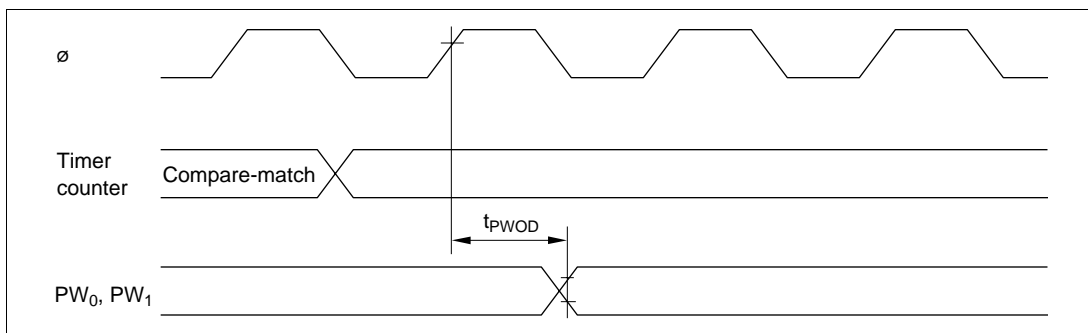 ø
Timer
counter
Compare-match
tPWOD
PW0, PW1